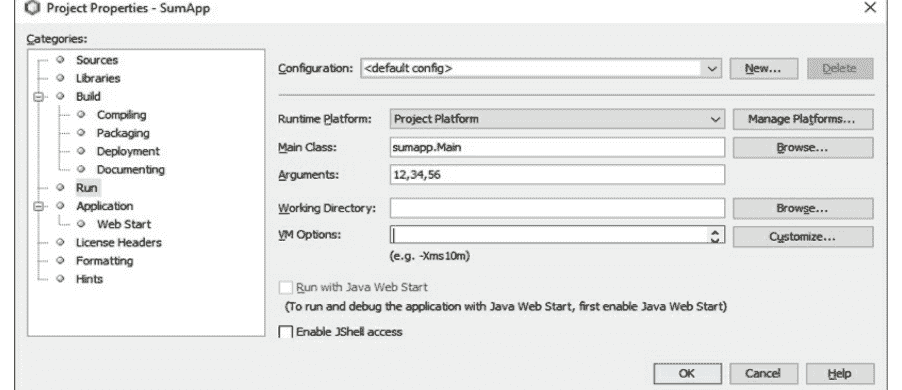 Project Properties - SumApp
Categories:
Sources
Libraries
Build
Compiling
Packaging
Deployment
Documenting
Run
Application
Web Start
License Headers
Formatting
Hints
Configuration: <default config> New... Delete
Runtime Platform: Project Platform Manage Platforms...
Main Class: sumapp.Main Browse...
Arguments: 12,34,56
Working Directory: Browse...
VM Options: Customize...
(e.g. -Xms10m)
Run with Java Web Start
(To run and debug the application with Java Web Start, first enable Java Web Start)
Enable JShell access
OK Cancel Help